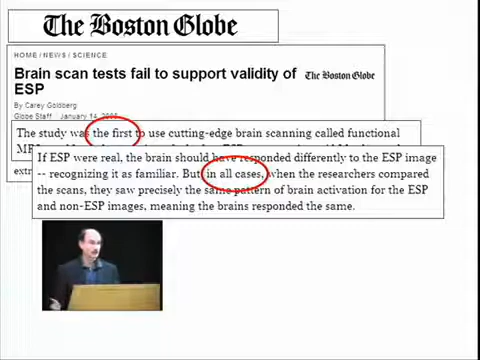 The Boston Globe
HOME / NEWS / SCIENCE
Brain scan tests fail to support validity of
ESP
The Boston Globe
By Carey Goldberg
Globe Staff January 14,
The study was the first to use cutting-edge brain scanning called functional
If ESP were real, the brain should have responded differently to the ESP image
-- recognizing it as familiar. But in all cases, when the researchers compared
the scans, they saw precisely the same pattern of brain activation for the ESP
and non-ESP images, meaning the brains responded the same.